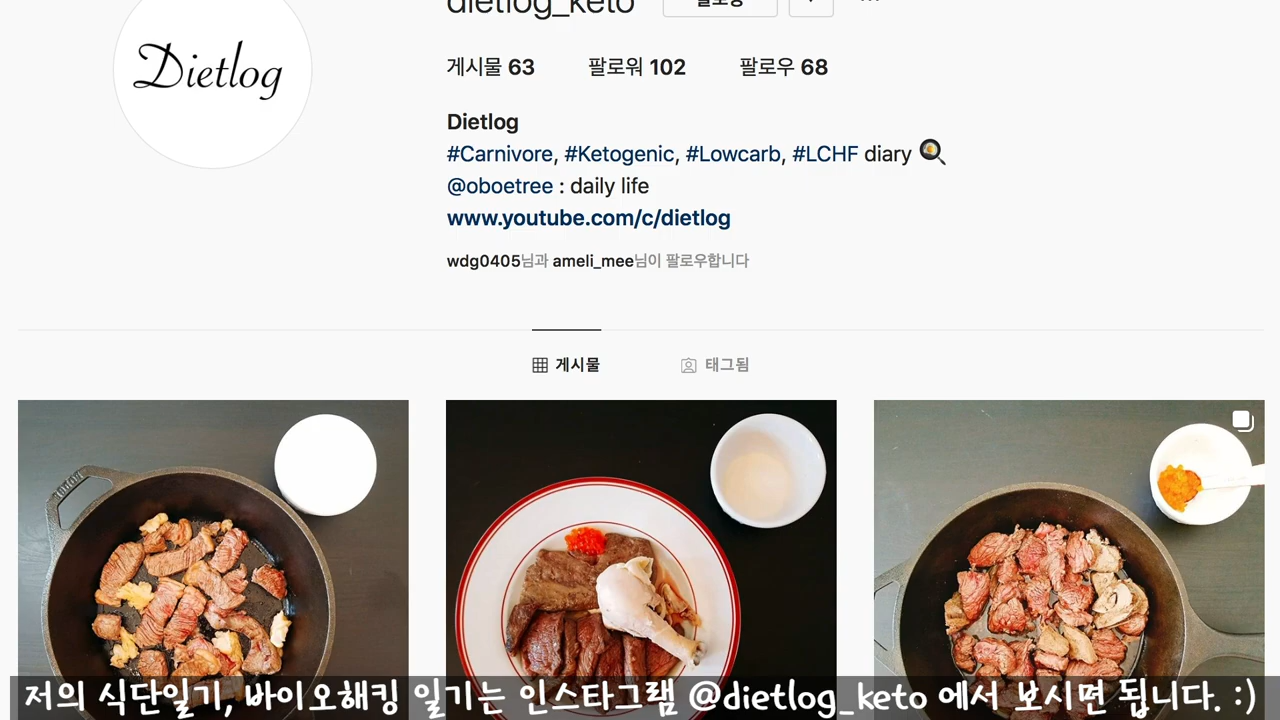 dietlog_keto
팔로잉
Dietlog
게시물 63 팔로워 102 팔로우 68
Dietlog
#Carnivore, #Ketogenic, #Lowcarb, #LCHF diary
@oboetree : daily life
www.youtube.com/c/dietlog
wdg0405님과 ameli_mee님이 팔로우합니다
게시물 태그됨
저의 식단일기, 바이오해킹 일기는 인스타그램 @dietlog_keto 에서 보시면 됩니다. :)